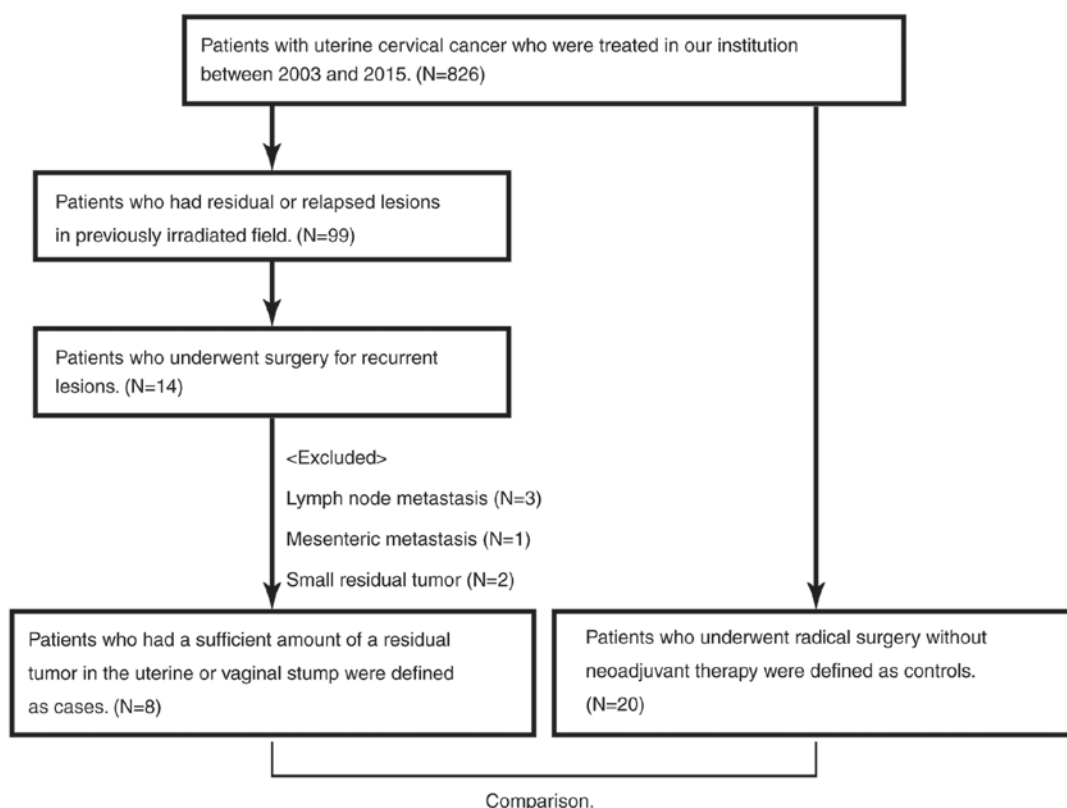 Patients with uterine cervical cancer who were treated in our institution
between 2003 and 2015. (N=826)
Patients who had residual or relapsed lesions
in previously irradiated field. (N=99)
Patients who underwent surgery for recurrent
lesions. (N=14)
<Excluded>
Lymph node metastasis (N=3)
Mesenteric metastasis (N=1)
Small residual tumor (N=2)
Patients who had a sufficient amount of a residual
tumor in the uterine or vaginal stump were defined
as cases. (N=8)
Patients who underwent radical surgery without
neoadjuvant therapy were defined as controls.
(N=20)
Comparison.